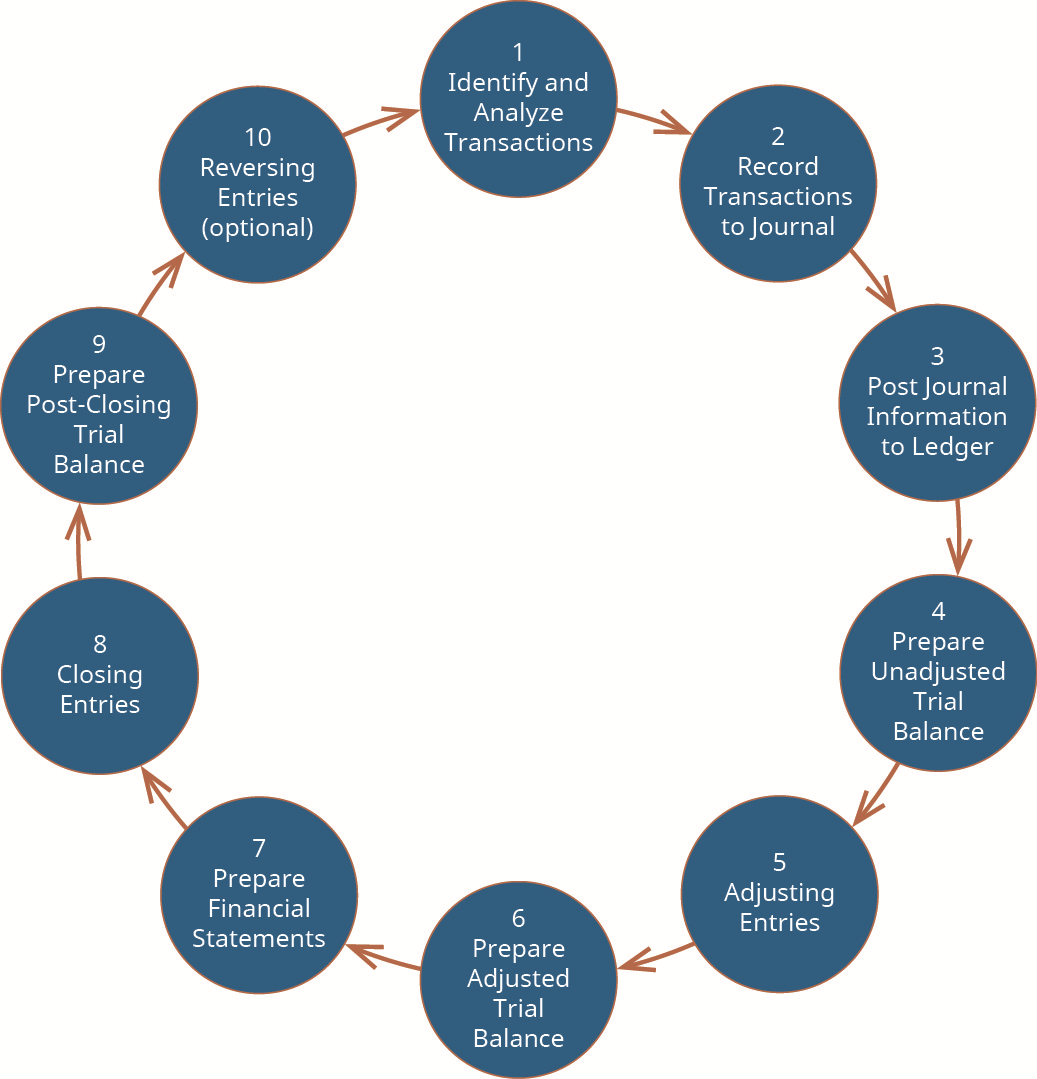 1
Identify and
Analyze
Transactions
2
Record
Transactions
to Journal
3
Post Journal
Information
to Ledger
4
Prepare
Unadjusted
Trial
Balance
5
Adjusting
Entries
6
Prepare
Adjusted
Trial
Balance
7
Prepare
Financial
Statements
8
Closing
Entries
9
Prepare
Post-Closing
Trial
Balance
10
Reversing
Entries
(optional)